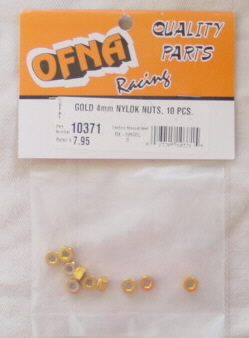 OFNA
QUALITY
PARTS
Racing
GOLD 4mm NYLOK NUTS, 10 PCS.
10371
7.95